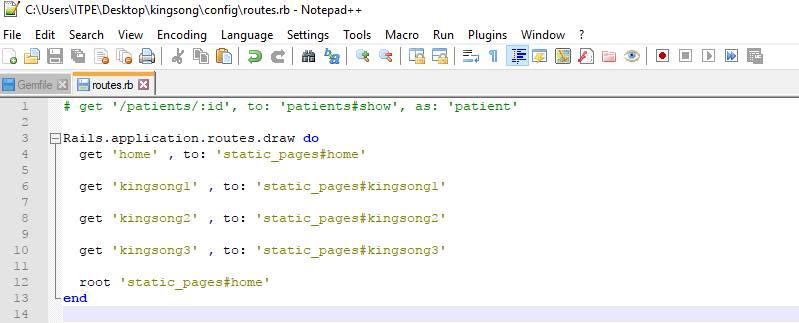 C:\Users\ITPE\Desktop\kingsong\config\routes.rb - Notepad++
File Edit Search View Encoding Language Settings Tools Macro Run Plugins Window ?
Gemfile routes.rb
1 # get '/patients/:id', to: 'patients#show', as: 'patient'
2
3 Rails.application.routes.draw do
4 get 'home' , to: 'static_pages#home'
5
6 get 'kingsong1' , to: 'static_pages#kingsong1'
7
8 get 'kingsong2' , to: 'static_pages#kingsong2'
9
10 get 'kingsong3' , to: 'static_pages#kingsong3'
11
12 root 'static_pages#home'
13 end
14